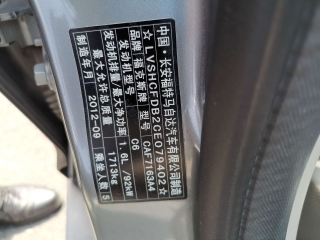 中国·长安福特马自达汽车有限公司制造
☆LVSHCFDB2CE079402☆
品牌 福克斯牌 型号 CAF7163A4
发动机型号 C6
发动机排量/最大净功率 1.6L /92kW
最大允许总质量 1713kg
制造年月 2012-09 乘坐人数 5